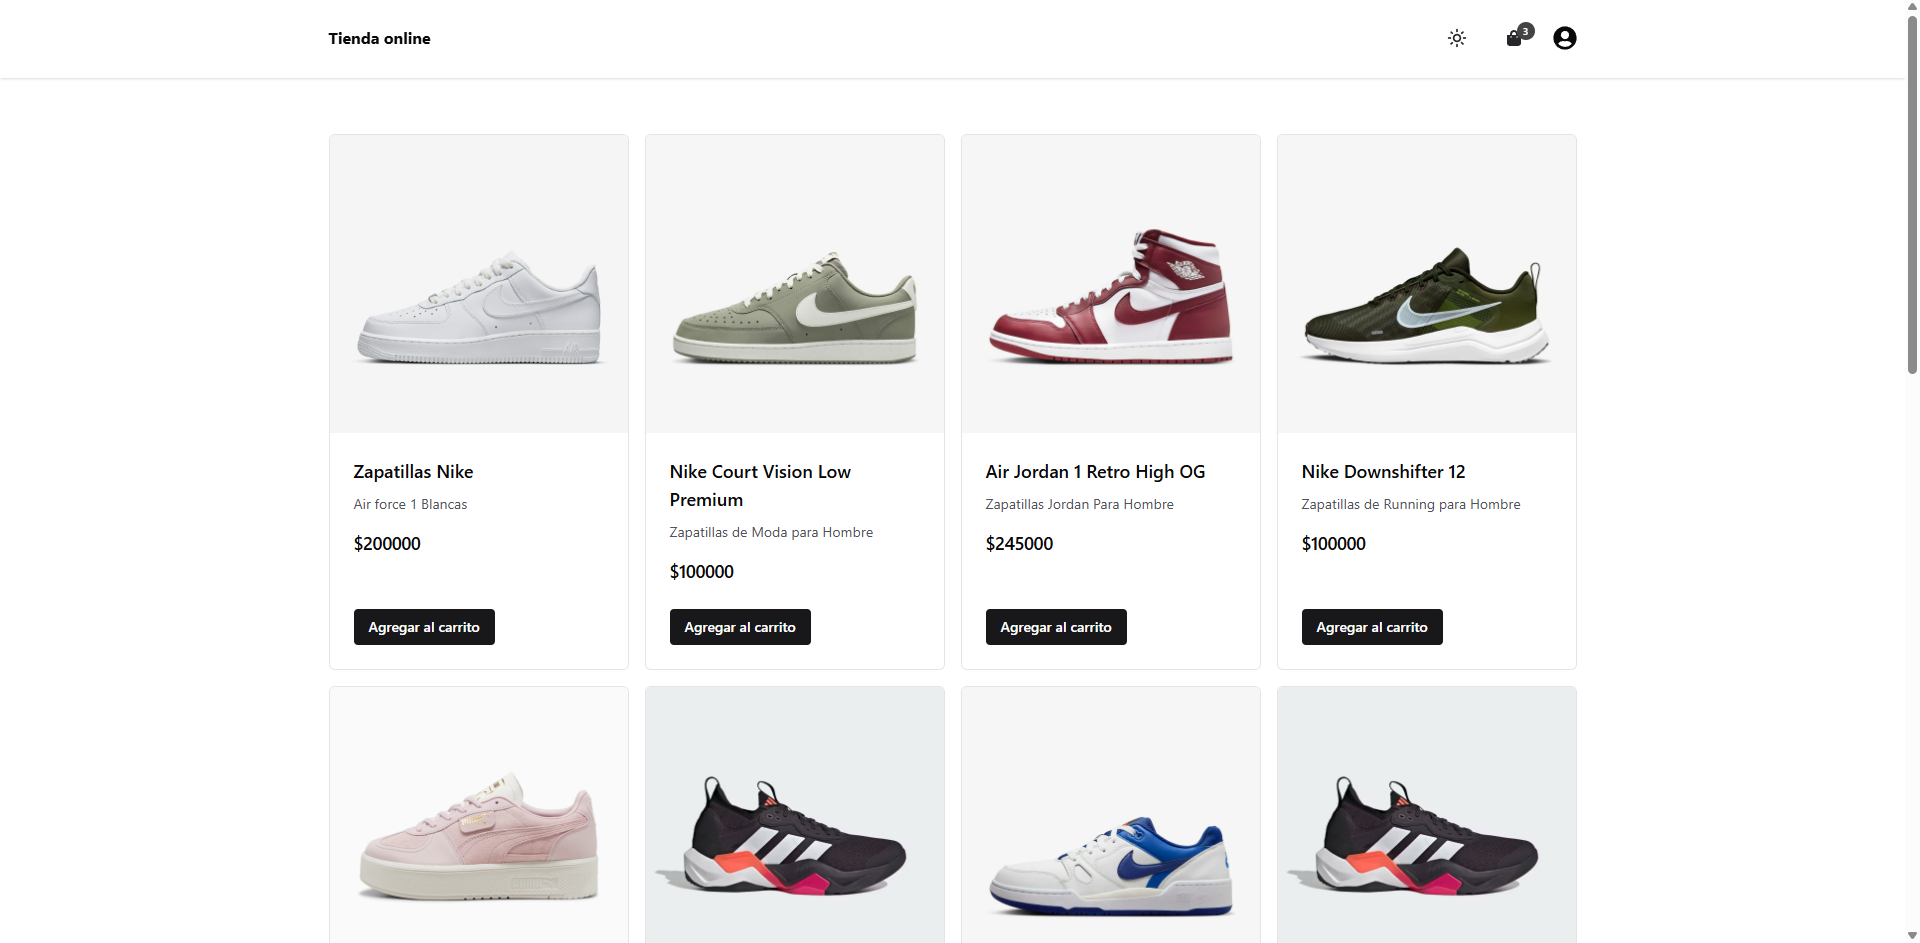 Tienda online
3
Zapatillas Nike
Air force 1 Blancas
$200000
Agregar al carrito
Nike Court Vision Low
Premium
Zapatillas de Moda para Hombre
$100000
Agregar al carrito
Air Jordan 1 Retro High OG
Zapatillas Jordan Para Hombre
$245000
Agregar al carrito
Nike Downshifter 12
Zapatillas de Running para Hombre
$100000
Agregar al carrito